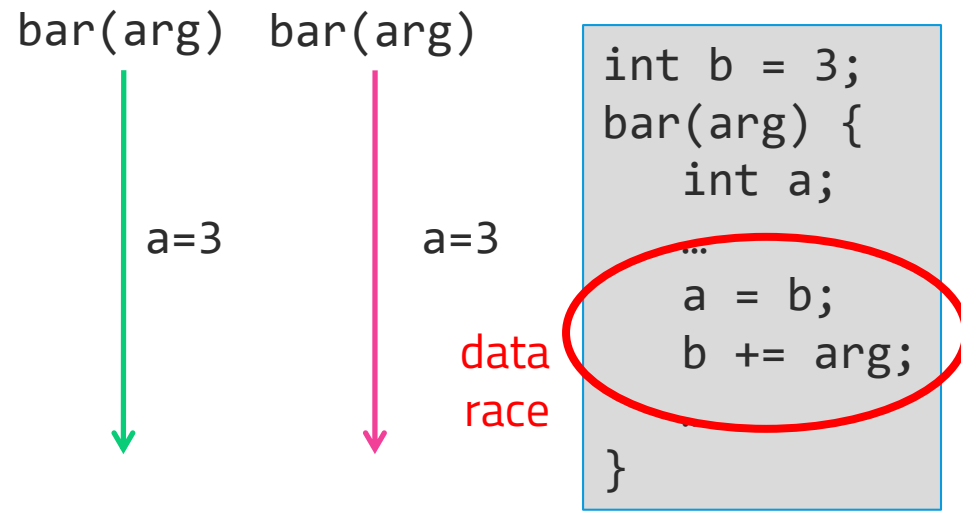 bar(arg) bar(arg)
a=3 a=3
data
race
int b = 3;
bar(arg) {
int a;
…
a = b;
b += arg;
}